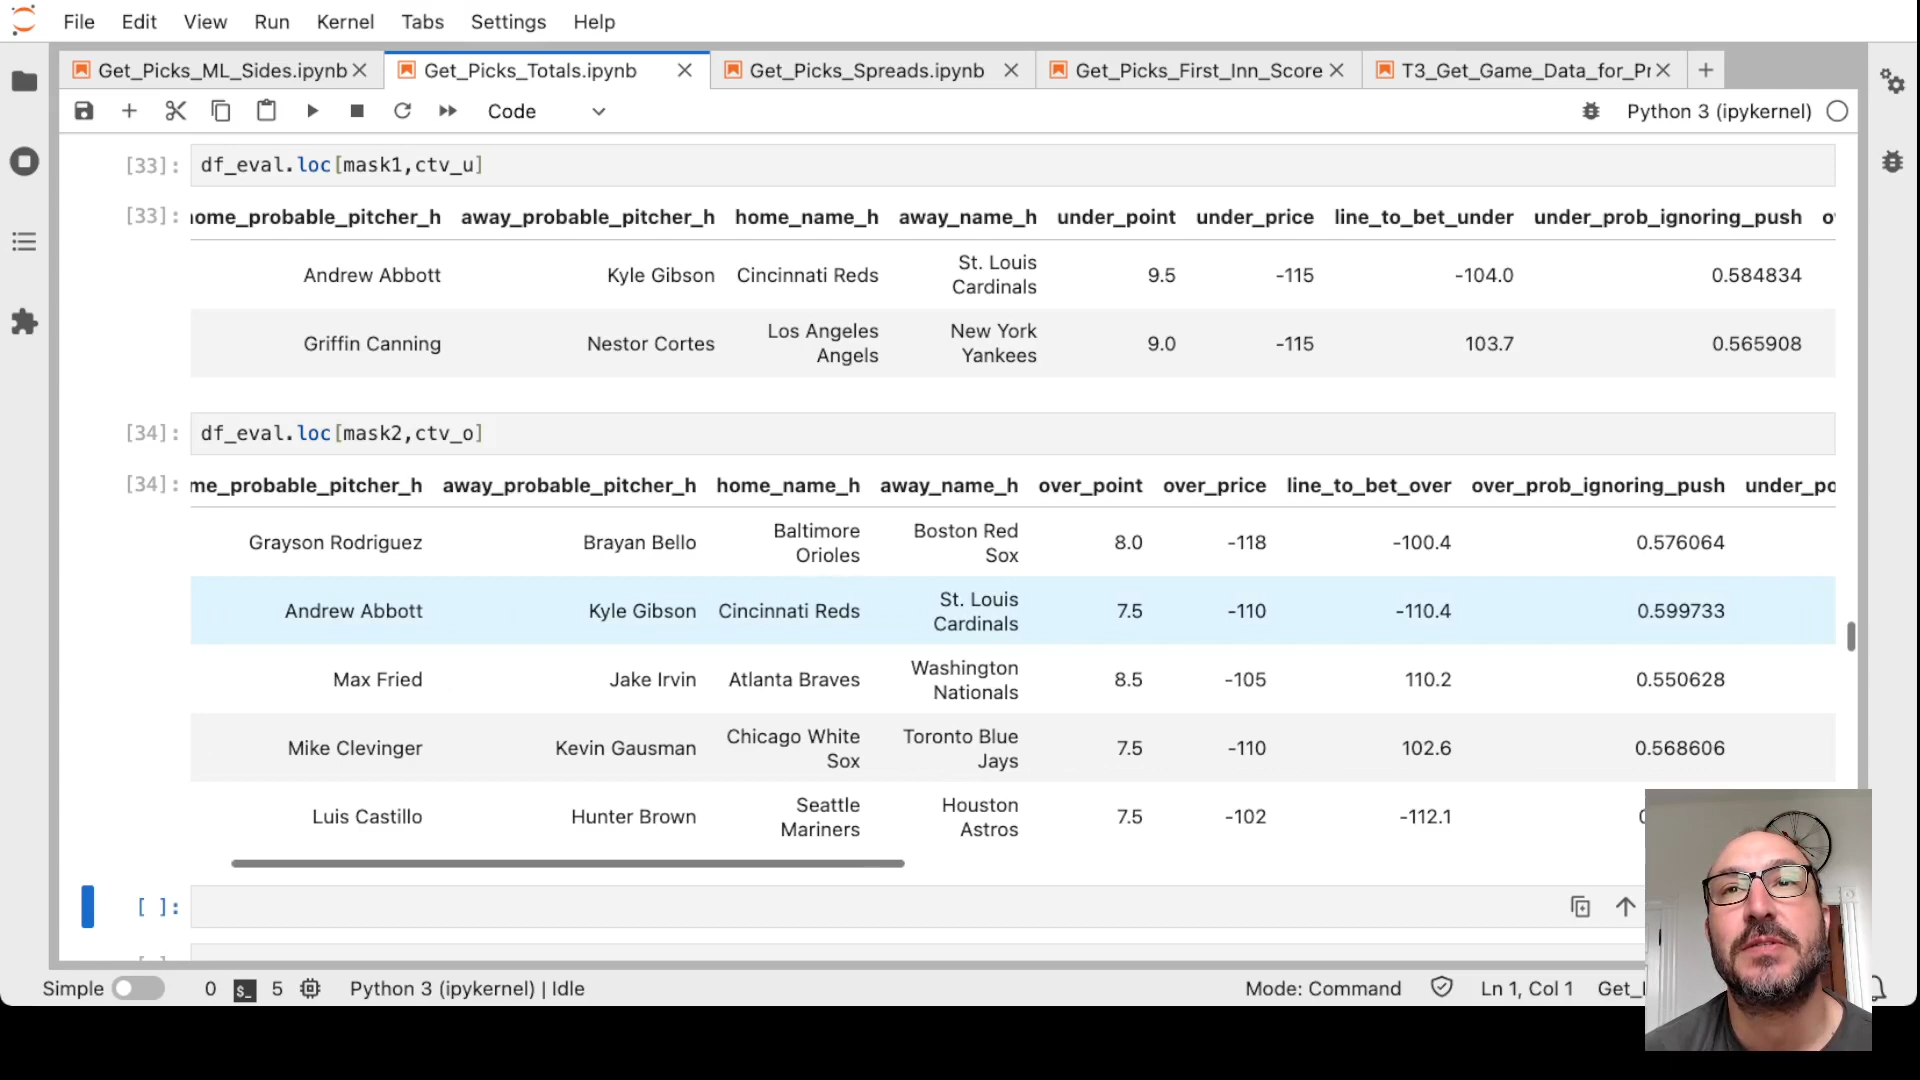 File Edit View Run Kernel Tabs Settings Help
Get_Picks_ML_Sides.ipynb Get_Picks_Totals.ipynb Get_Picks_Spreads.ipynb Get_Picks_First_Inn_Score T3_Get_Game_Data_for_Pr
Code Python 3 (ipykernel)
[33]: df_eval.loc[mask1,ctv_u]
[33]: ome_probable_pitcher_h away_probable_pitcher_h home_name_h away_name_h under_point under_price line_to_bet_under under_prob_ignoring_push o
Andrew Abbott Kyle Gibson Cincinnati Reds St. Louis Cardinals 9.5 -115 -104.0 0.584834
Griffin Canning Nestor Cortes Los Angeles Angels New York Yankees 9.0 -115 103.7 0.565908
[34]: df_eval.loc[mask2,ctv_o]
[34]: me_probable_pitcher_h away_probable_pitcher_h home_name_h away_name_h over_point over_price line_to_bet_over over_prob_ignoring_push under_po
Grayson Rodriguez Brayan Bello Baltimore Orioles Boston Red Sox 8.0 -118 -100.4 0.576064
Andrew Abbott Kyle Gibson Cincinnati Reds St. Louis Cardinals 7.5 -110 -110.4 0.599733
Max Fried Jake Irvin Atlanta Braves Washington Nationals 8.5 -105 110.2 0.550628
Mike Clevinger Kevin Gausman Chicago White Sox Toronto Blue Jays 7.5 -110 102.6 0.568606
Luis Castillo Hunter Brown Seattle Mariners Houston Astros 7.5 -102 -112.1
[ ]:
Simple 0 $_ 5 Python 3 (ipykernel) | Idle Mode: Command Ln 1, Col 1 Get_